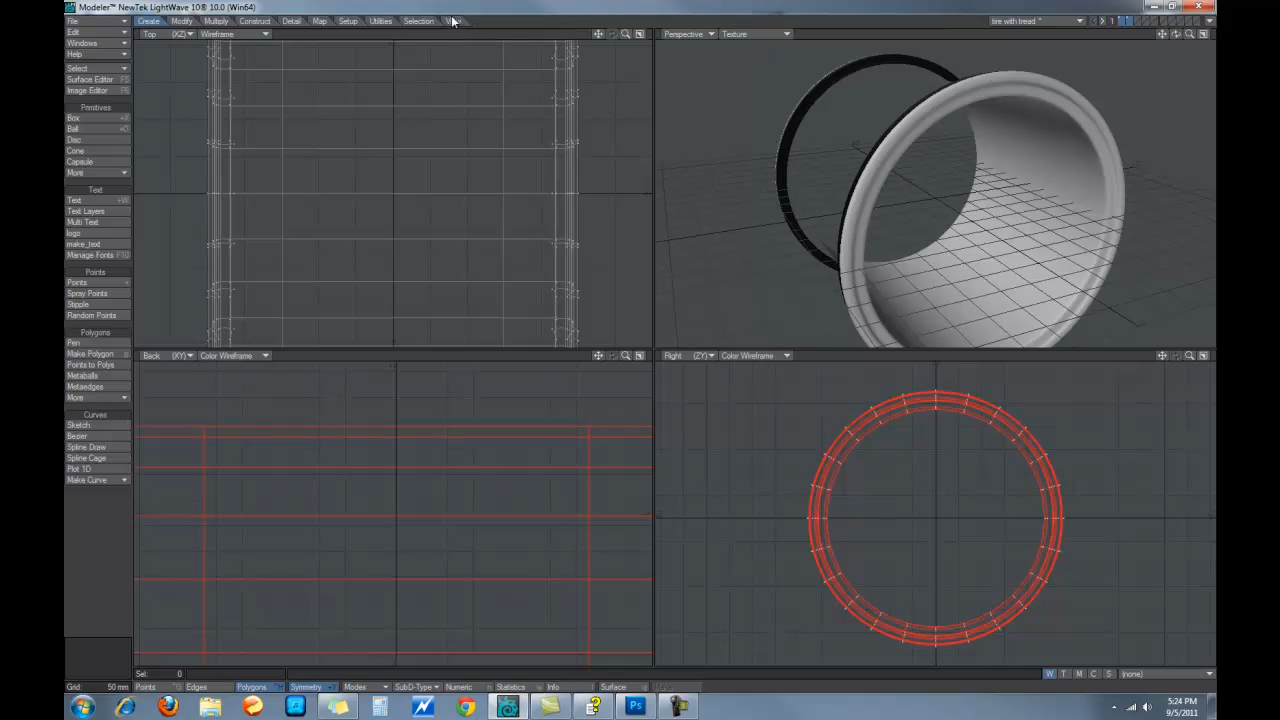 Modeler™ NewTek LightWave 10® 10.0 (Win64)
File Create Modify Multiply Construct Detail Map Setup Utilities Selection tire with tread * 1
Edit
Windows
Help
Select
Surface Editor F5
Image Editor F6
Primitives
Box +X
Ball +O
Disc
Cone
Capsule
More
Text
Text +W
Text Layers
Multi Text
logo
make_text
Manage Fonts F10
Points
Points +
Spray Points
Stipple
Random Points
Polygons
Pen
Make Polygon p
Points to Polys
Metaballs
Metaedges
More
Curves
Sketch
Bezier
Spline Draw
Spline Cage
Plot 1D
Make Curve
Top (XZ) Wireframe
Perspective Texture
Back (XY) Color Wireframe
Right (ZY) Color Wireframe
Sel: 0
W T M C S (none)
Grid: 50 mm Points Edges Polygons Symmetry Modes SubD-Type Numeric n Statistics Info Surface
5:24 PM
9/5/2011